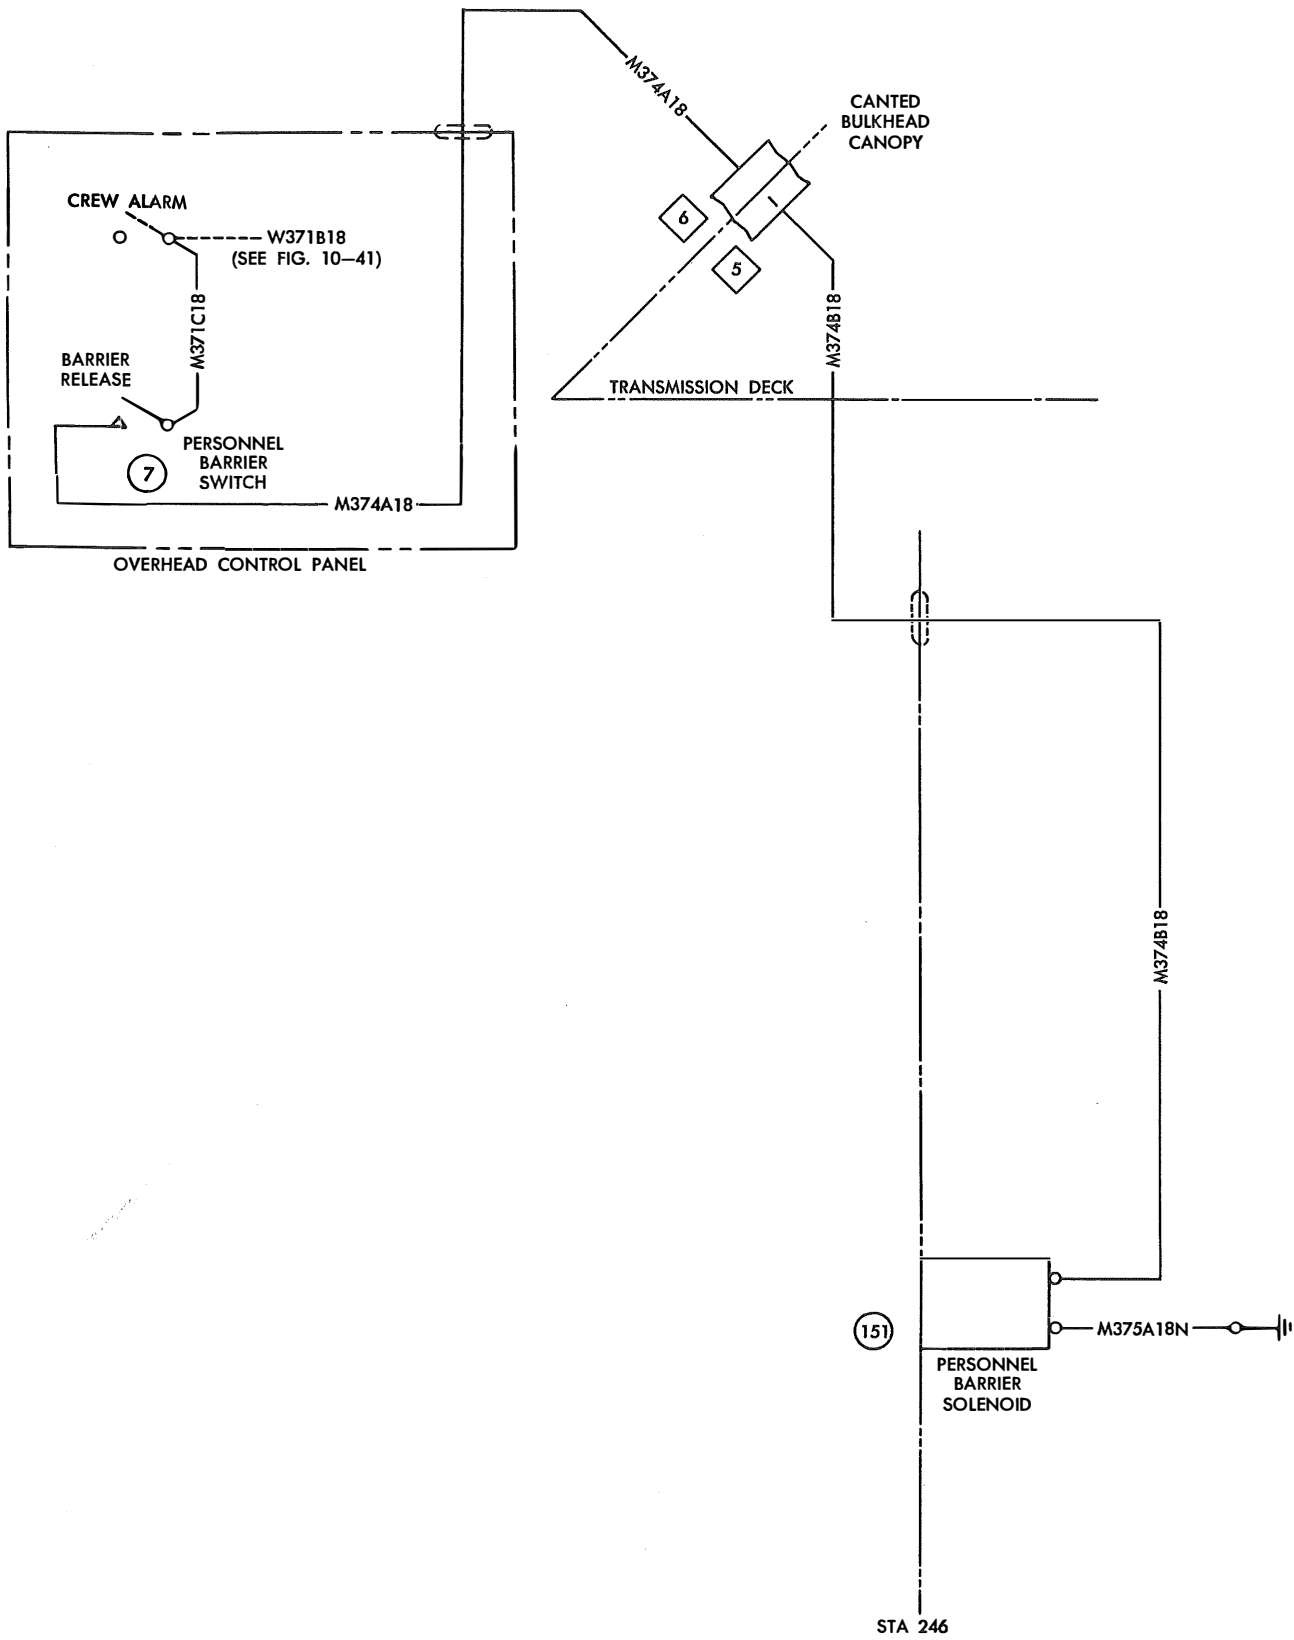 M374A18
CANTED
BULKHEAD
CANOPY
CREW ALARM
W371B18
(SEE FIG. 10—41)
6
5
M371C18
M374B18
BARRIER
RELEASE
TRANSMISSION DECK
PERSONNEL
BARRIER
SWITCH
7
M374A18
OVERHEAD CONTROL PANEL
M374B18
151
M375A18N
PERSONNEL
BARRIER
SOLENOID
STA 246